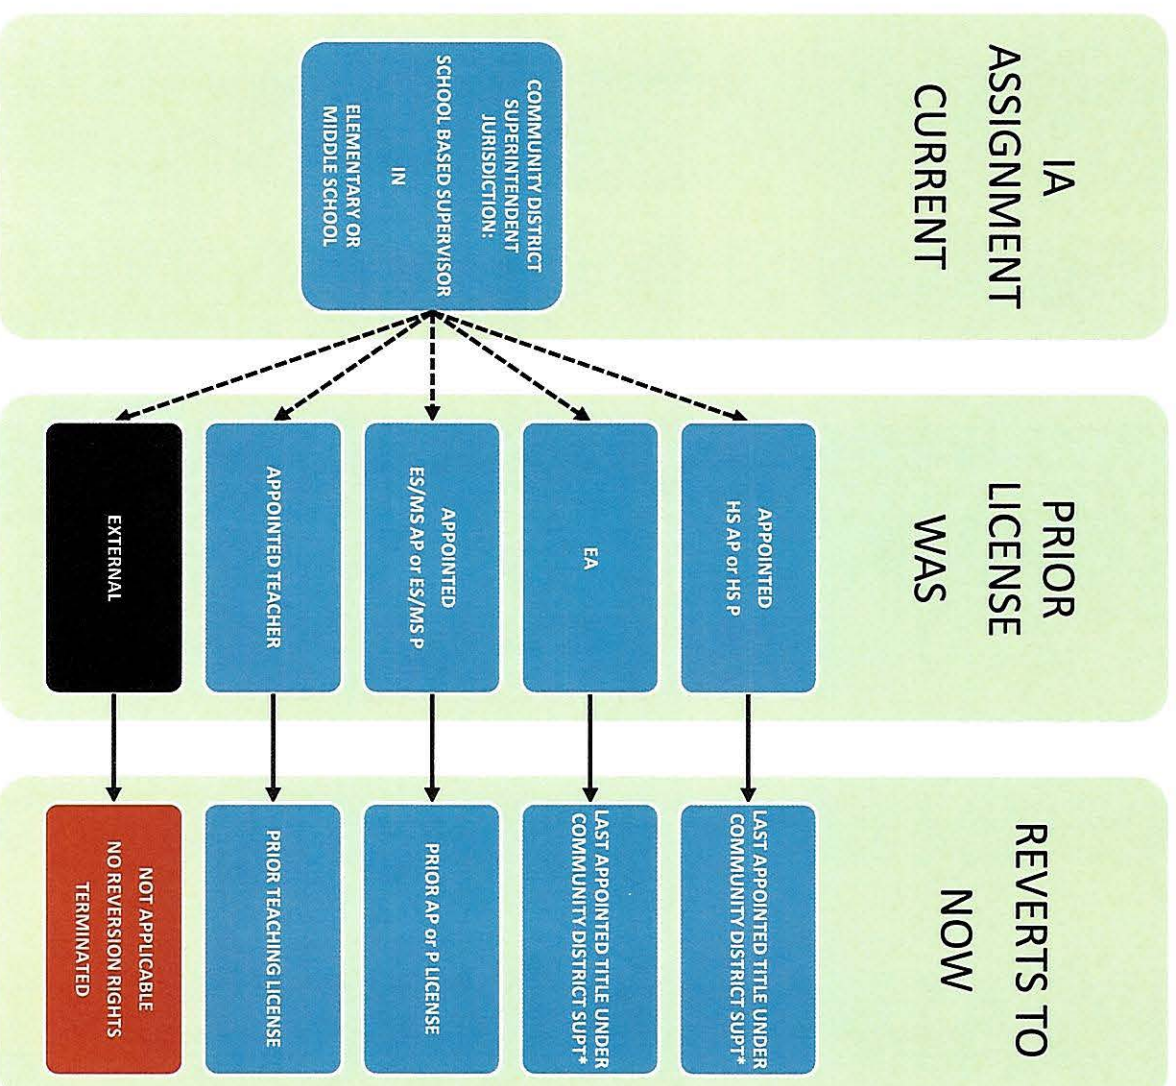 IA
ASSIGNMENT
CURRENT
COMMUNITY DISTRICT
SUPERINTENDENT
JURISDICTION:
SCHOOL BASED SUPERVISOR
IN
ELEMENTARY OR
MIDDLE SCHOOL
PRIOR
LICENSE
WAS
APPOINTED
HS AP or HS P
EA
APPOINTED
ES/MS AP or ES/MS P
APPOINTED TEACHER
EXTERNAL
REVERTS TO
NOW
LAST APPOINTED TITLE UNDER
COMMUNITY DISTRICT SUPT*
LAST APPOINTED TITLE UNDER
COMMUNITY DISTRICT SUPT*
PRIOR AP or P LICENSE
PRIOR TEACHING LICENSE
NOT APPLICABLE
NO REVERSION RIGHTS
TERMINATED